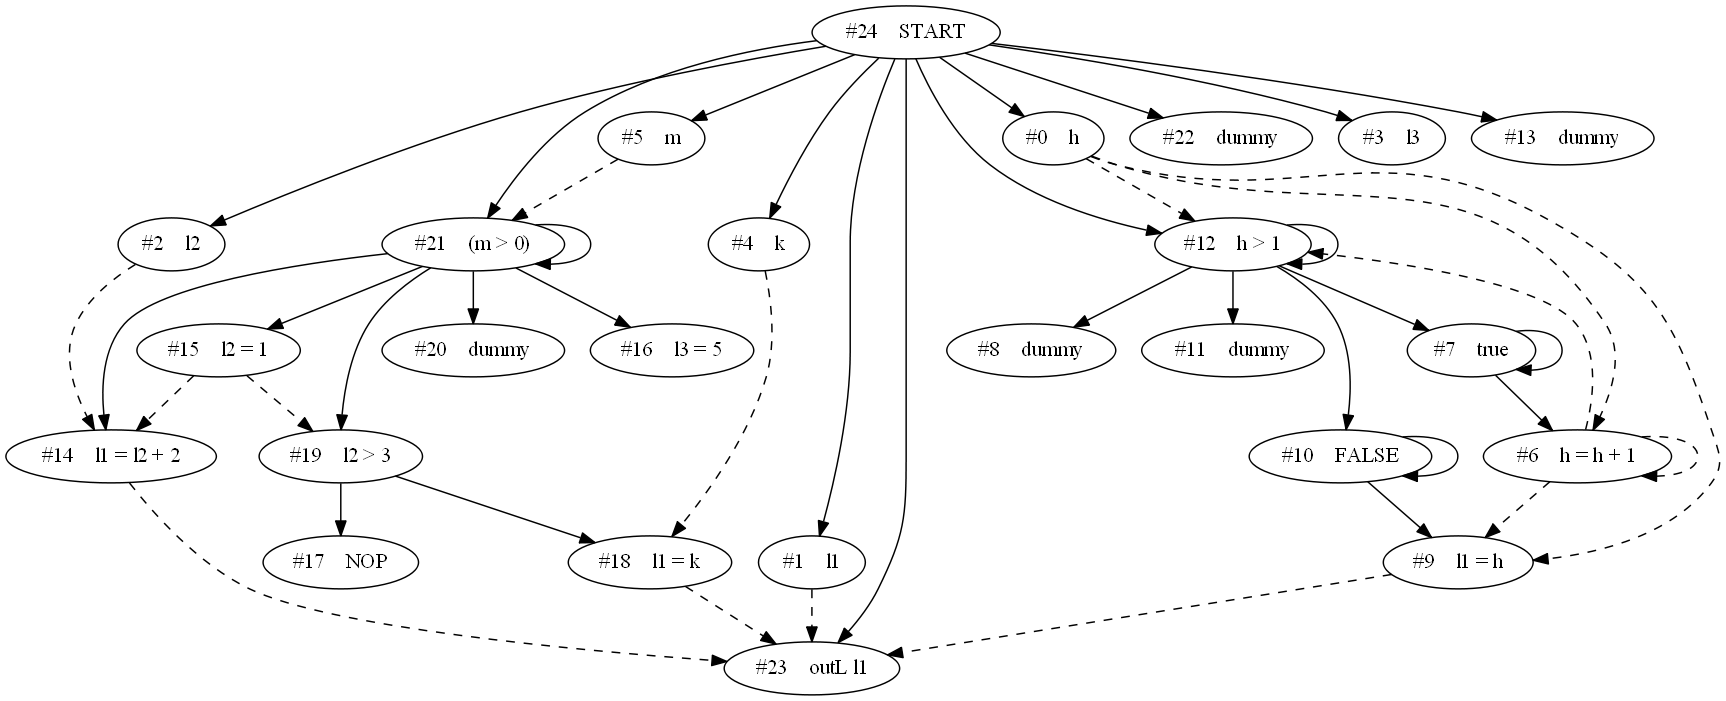 #24 START
#5 m
#0 h
#22 dummy
#3 l3
#13 dummy
#2 l2
#21 (m > 0)
#4 k
#12 h > 1
#15 l2 = 1
#20 dummy
#16 l3 = 5
#8 dummy
#11 dummy
#7 true
#14 l1 = l2 + 2
#19 l2 > 3
#10 FALSE
#6 h = h + 1
#17 NOP
#18 l1 = k
#1 l1
#9 l1 = h
#23 outL l1